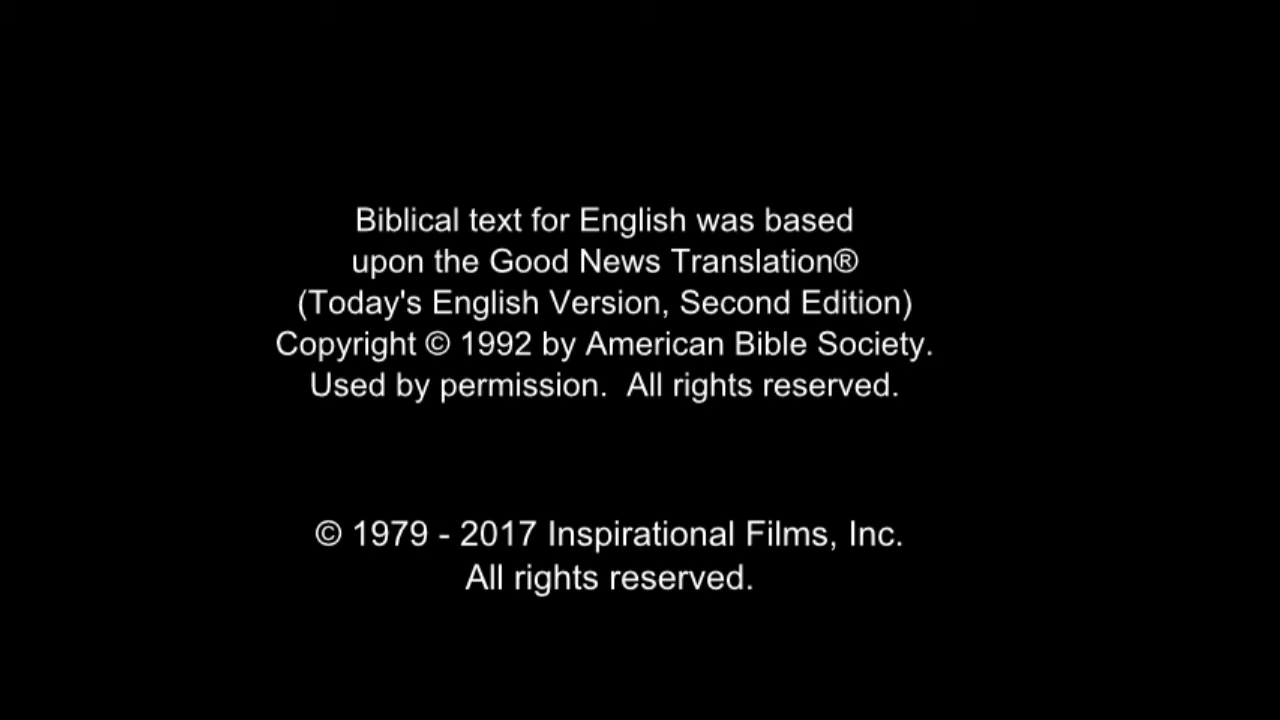 Biblical text for English was based
upon the Good News Translation®
(Today's English Version, Second Edition)
Copyright © 1992 by American Bible Society.
Used by permission.  All rights reserved.
© 1979 - 2017 Inspirational Films, Inc.
All rights reserved.